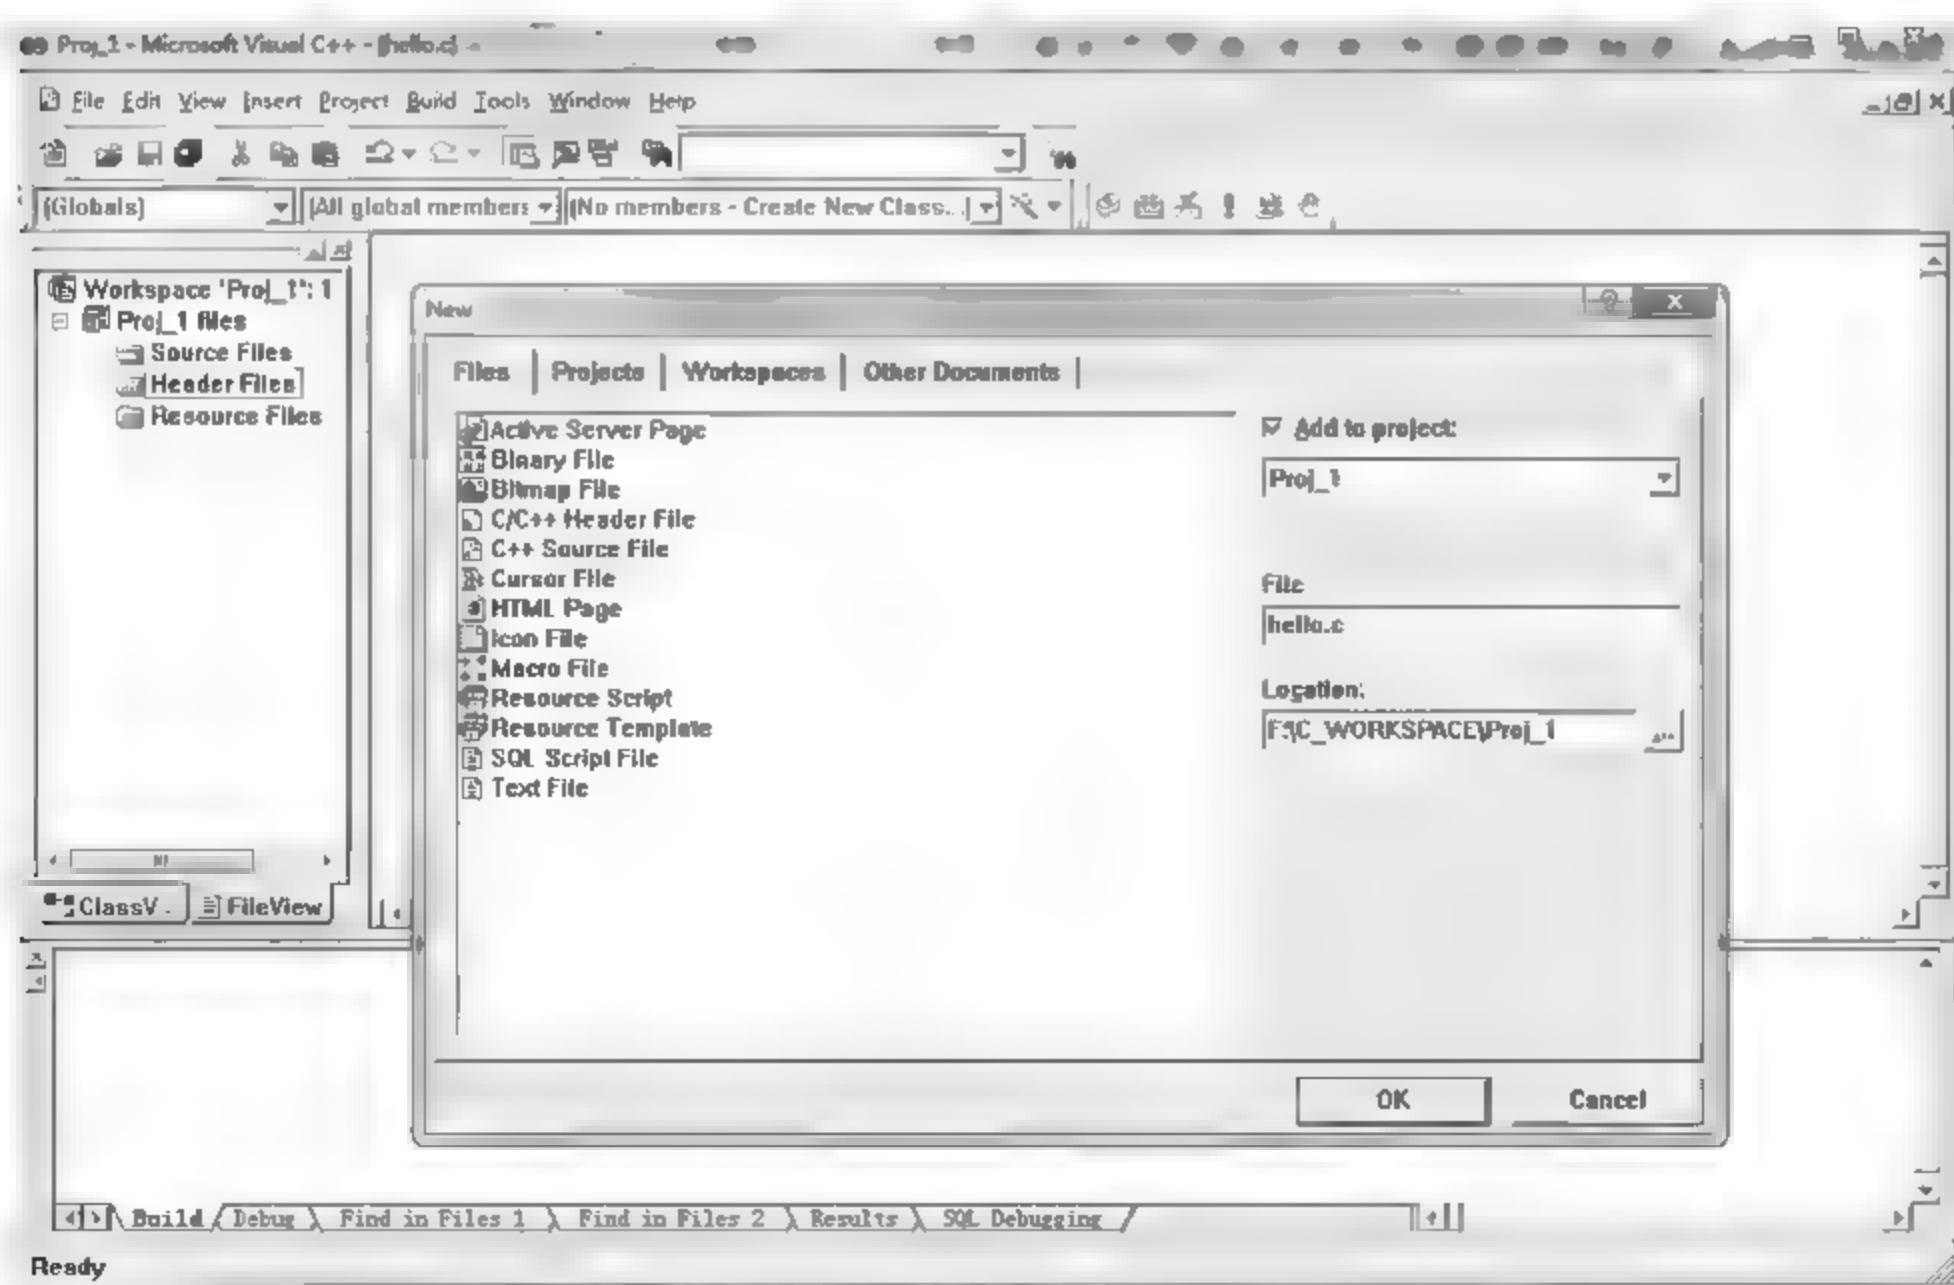 Proj_1 - Microsoft Visual C++ - [hello.c]
File Edit View Insert Project Build Tools Window Help
(Globals) (All global members (No members - Create New Class...)
Workspace 'Proj_1': 1
Proj_1 files
Source Files
Header Files
Resource Files
ClassV... FileView
New
Files Projects Workspaces Other Documents
Active Server Page
Binary File
Bitmap File
C/C++ Header File
C++ Source File
Cursor File
HTML Page
Icon File
Macro File
Resource Script
Resource Template
SQL Script File
Text File
Add to project:
Proj_1
File
hello.c
Location:
F:\C_WORKSPACE\Proj_1
OK Cancel
Build Debug Find in Files 1 Find in Files 2 Results SQL Debugging
Ready